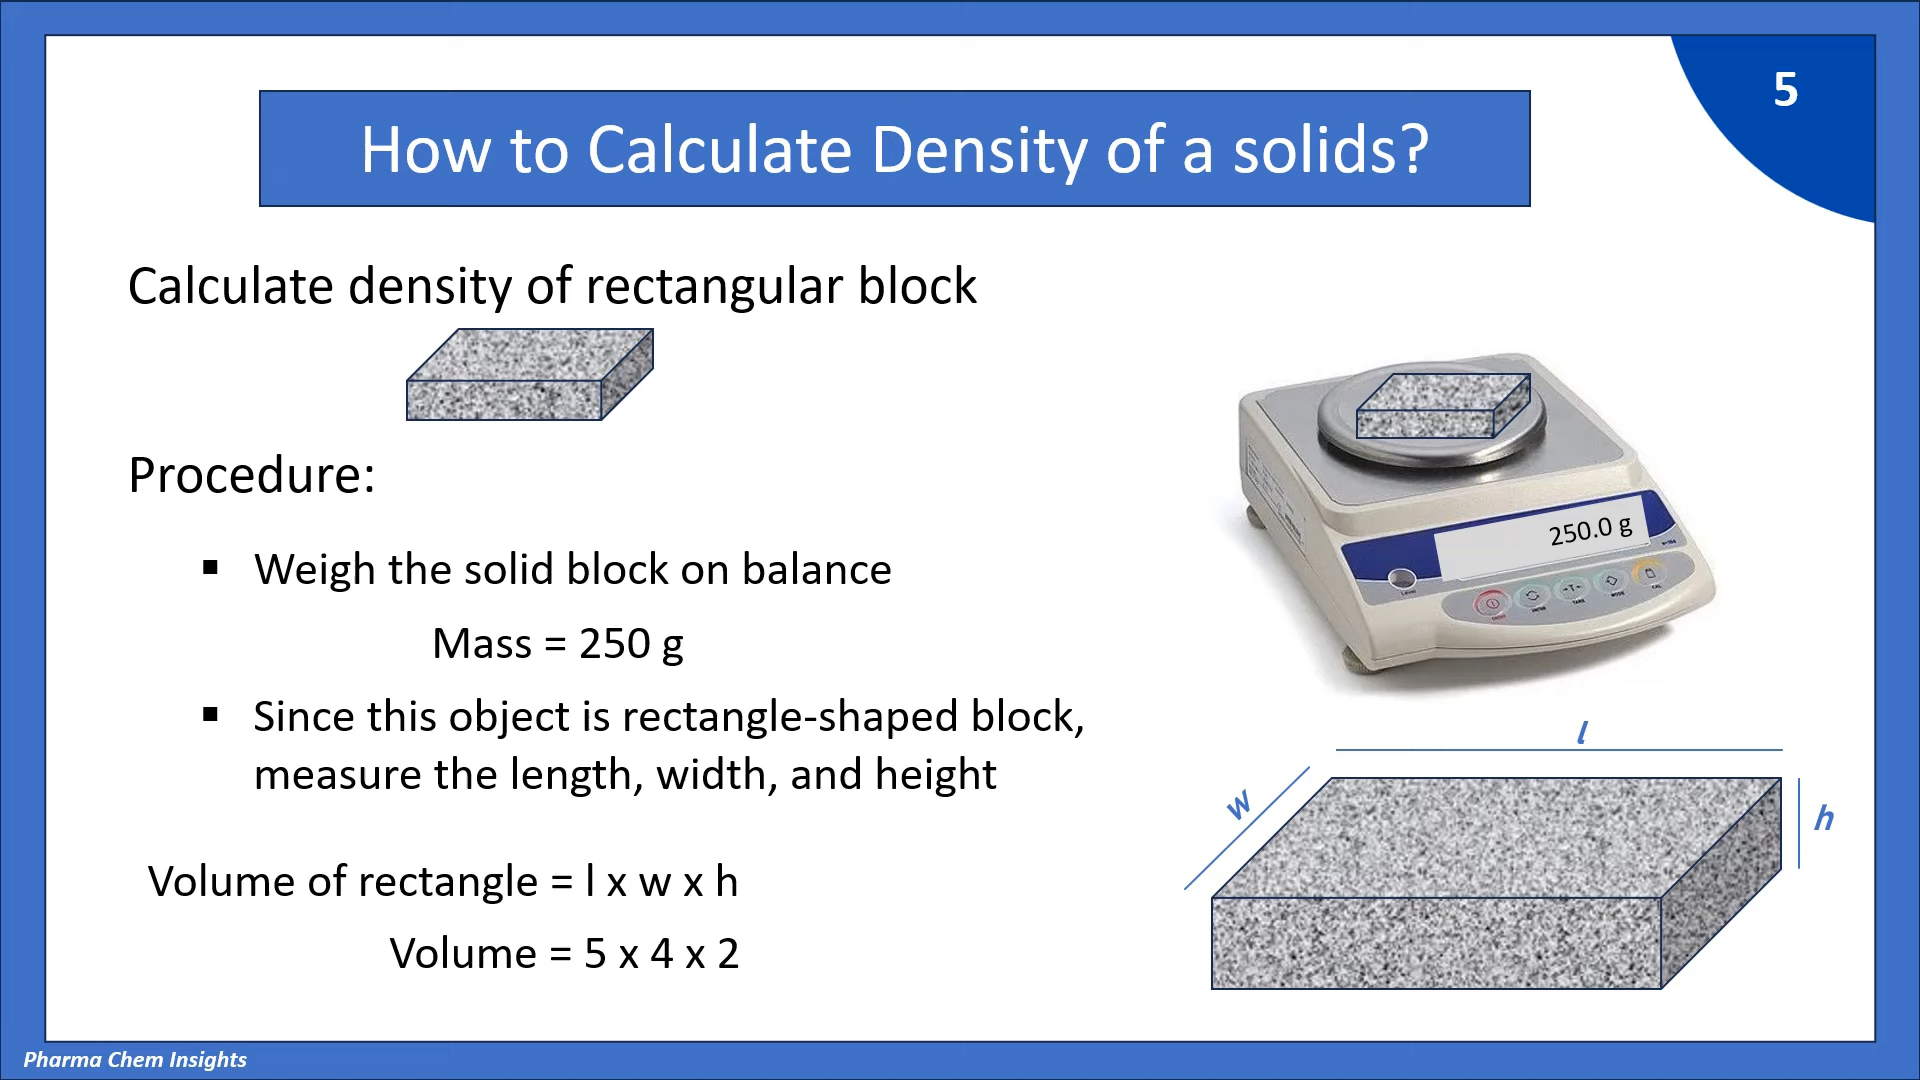 5
How to Calculate Density of a solids?
Calculate density of rectangular block
Procedure:
▪ Weigh the solid block on balance
Mass = 250 g
▪ Since this object is rectangle-shaped block,
measure the length, width, and height
Volume of rectangle = l x w x h
Volume = 5 x 4 x 2
250.0 g
l
w
h
Pharma Chem Insights